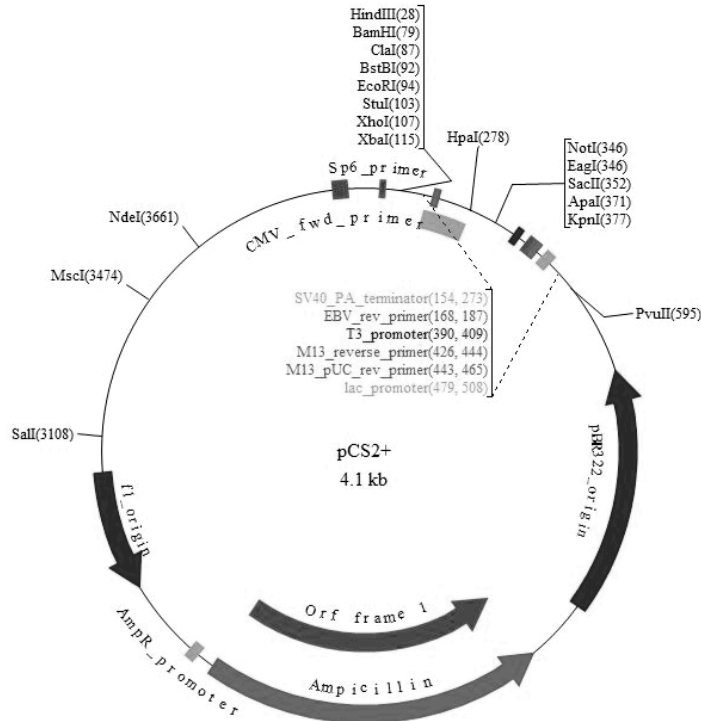 HindIII(28)
BamHI(79)
ClaI(87)
BstBI(92)
EcoRI(94)
StuI(103)
XhoI(107)
XbaI(115)
HpaI(278)
NotI(346)
EagI(346)
SacII(352)
ApaI(371)
KpnI(377)
Sp6_primer
CMV_fwd_primer
NdeI(3661)
MscI(3474)
SalI(3108)
PvuII(595)
SV40_PA_terminator(154, 273)
EBV_rev_primer(168, 187)
T3_promoter(390, 409)
M13_reverse_primer(426, 444)
M13_pUC_rev_primer(443, 465)
lac_promoter(479, 508)
pCS2+
4.1 kb
pBR322_origin
f1_origin
Orf frame 1
AmpR_promoter
Ampicillin